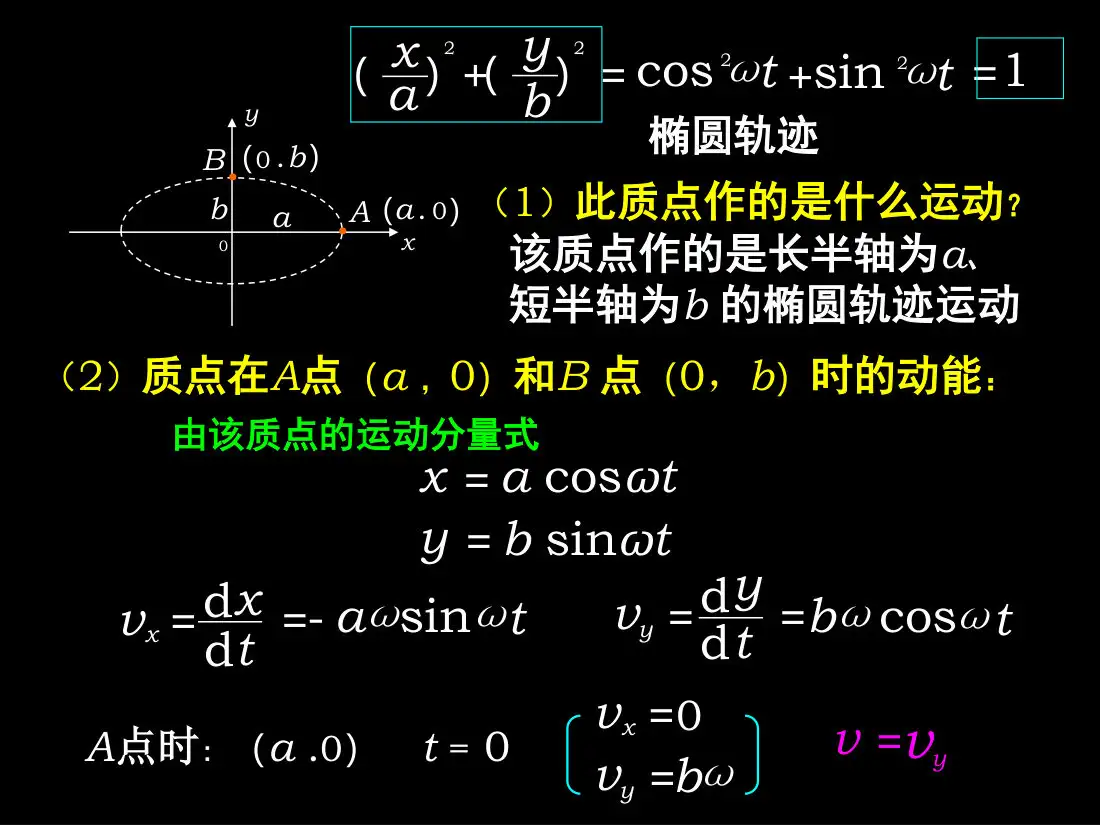 (x/a)²+(y/b)²=cos²ωt+sin²ωt=1
椭圆轨迹
y
B (0.b)
b a A (a.0)
0 x
（1）此质点作的是什么运动?
该质点作的是长半轴为a、
短半轴为b 的椭圆轨迹运动
（2）质点在A点（a , 0）和B 点（0，b）时的动能：
由该质点的运动分量式
x = a cosωt
y = b sinωt
υx = dx/dt =- aωsinωt υy = dy/dt =bω cosωt
υx =0
A点时：(a .0) t = 0 υ =υy
υy =bω